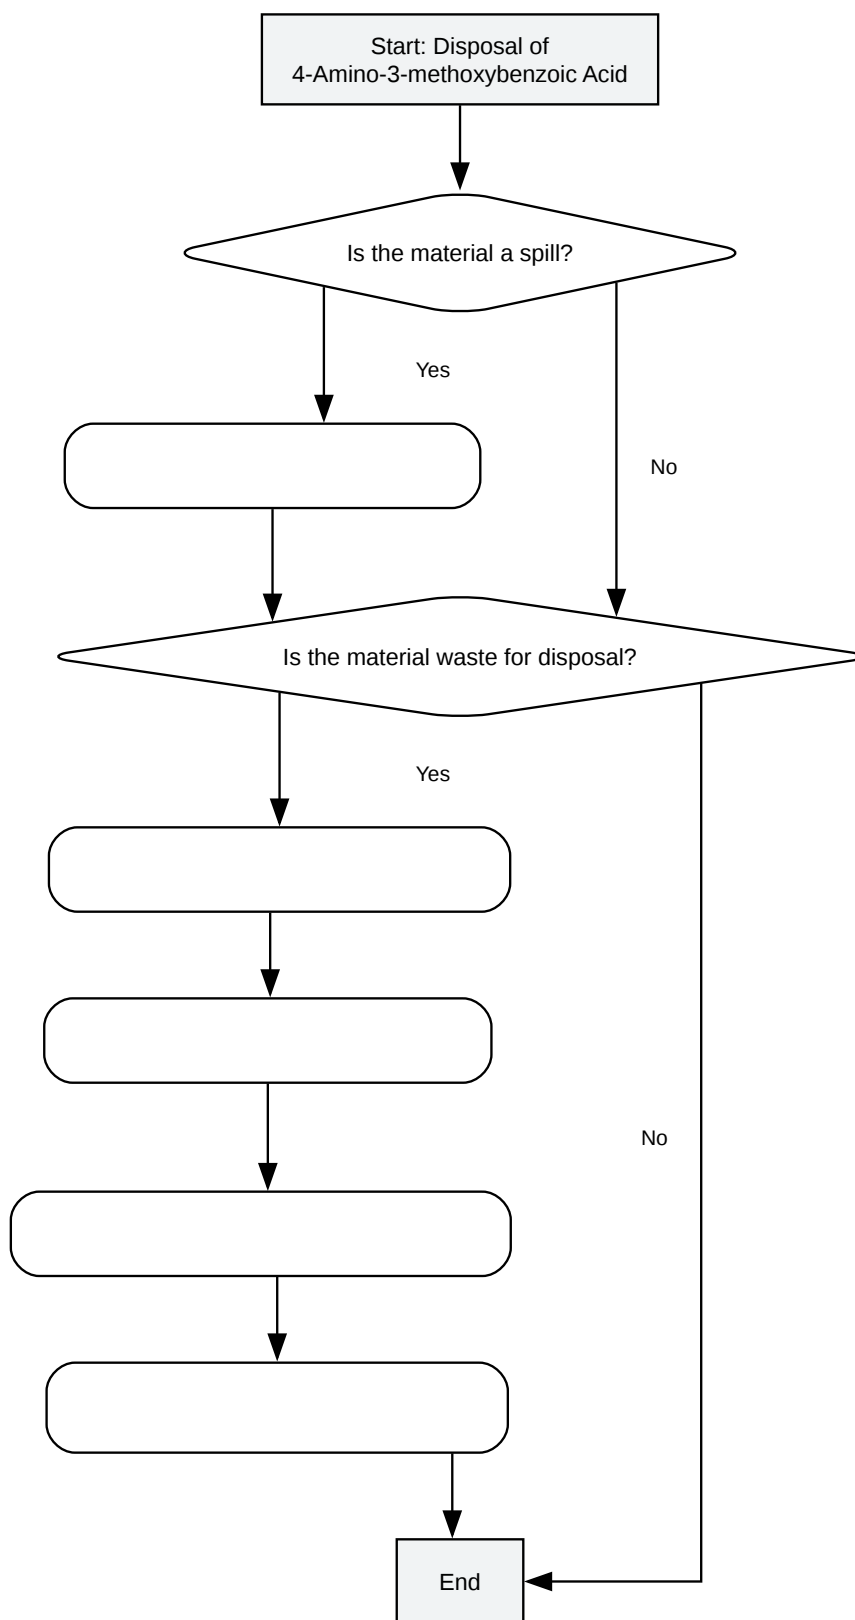 Start: Disposal of
4-Amino-3-methoxybenzoic Acid
Is the material a spill?
Yes
No
Is the material waste for disposal?
Yes
No
End